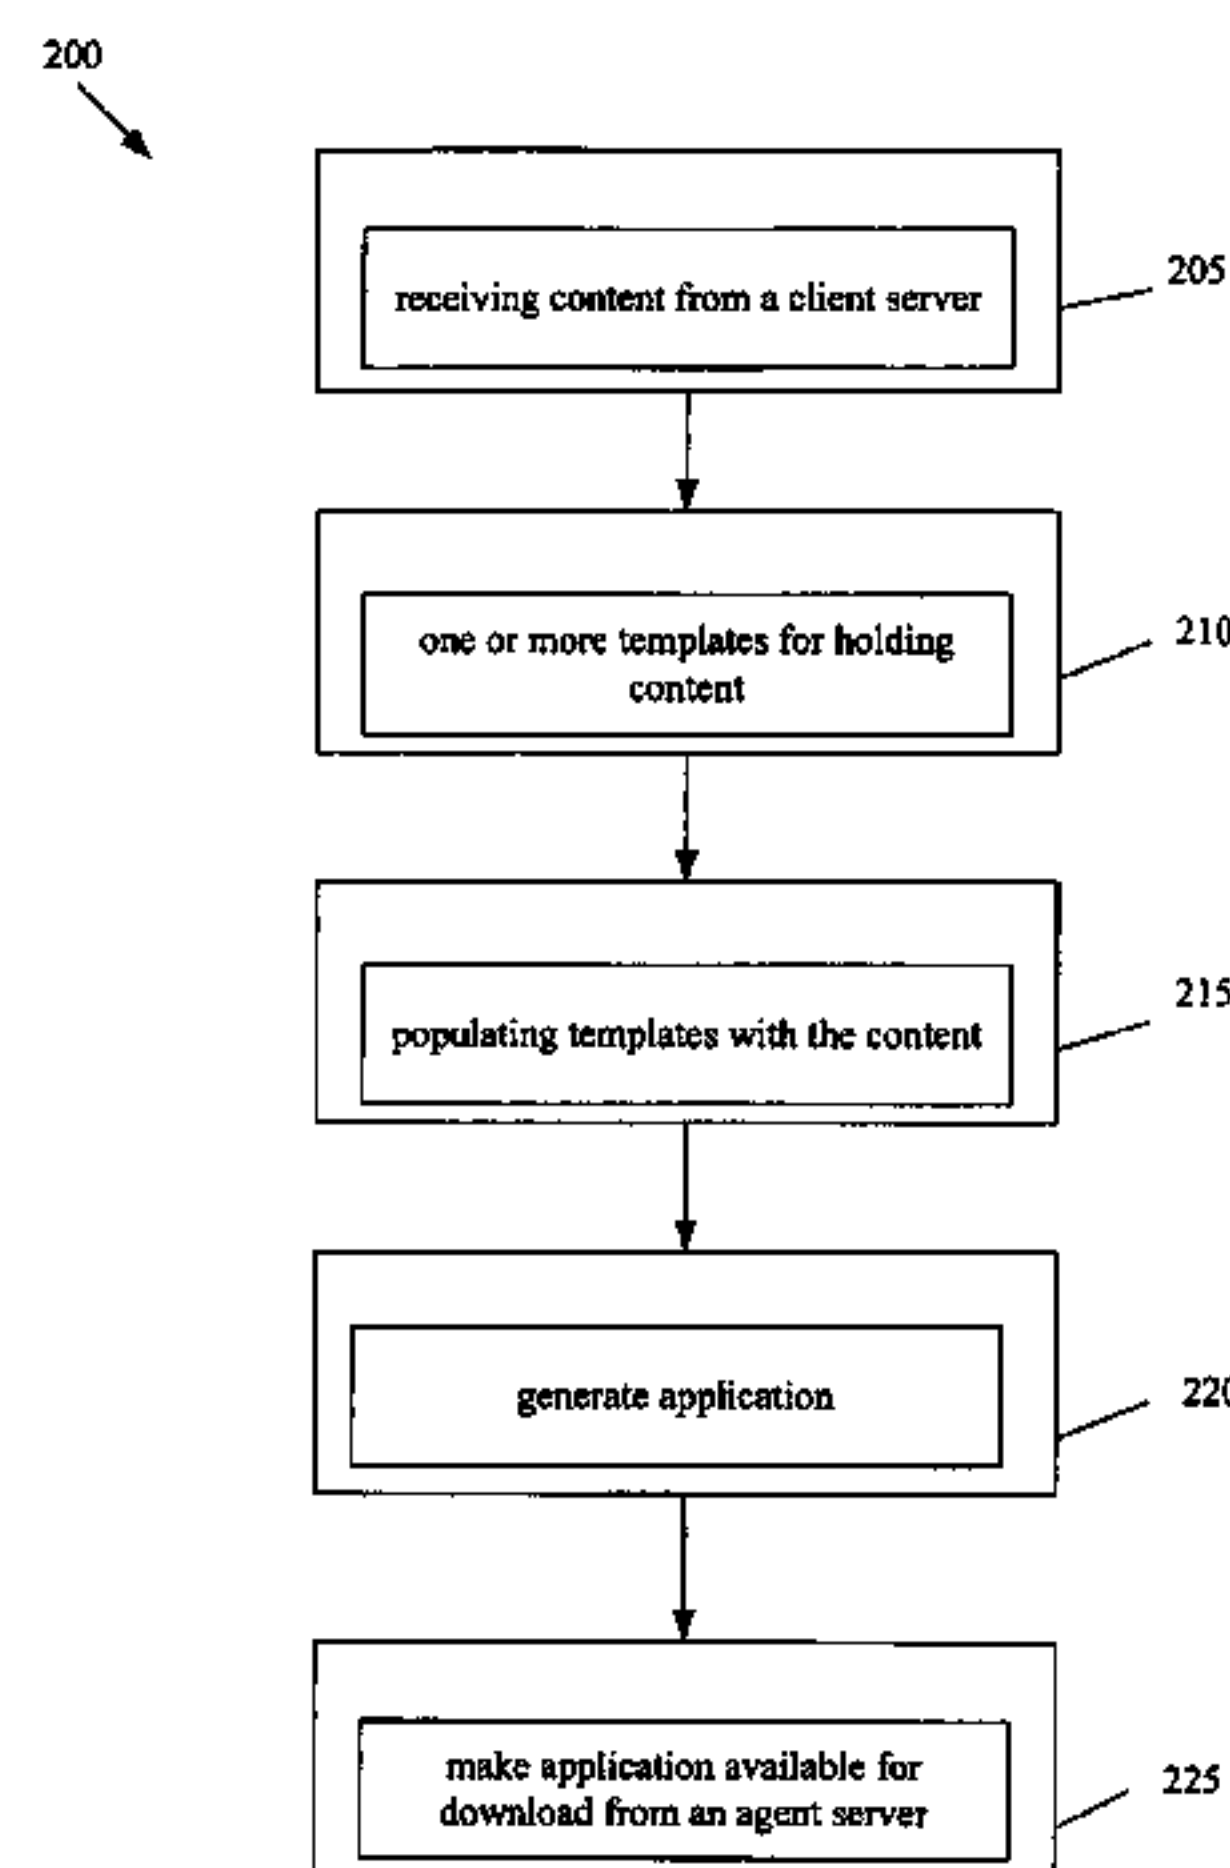 200
receiving content from a client server
205
one or more templates for holding
content
210
populating templates with the content
215
generate application
220
make application available for
download from an agent server
225